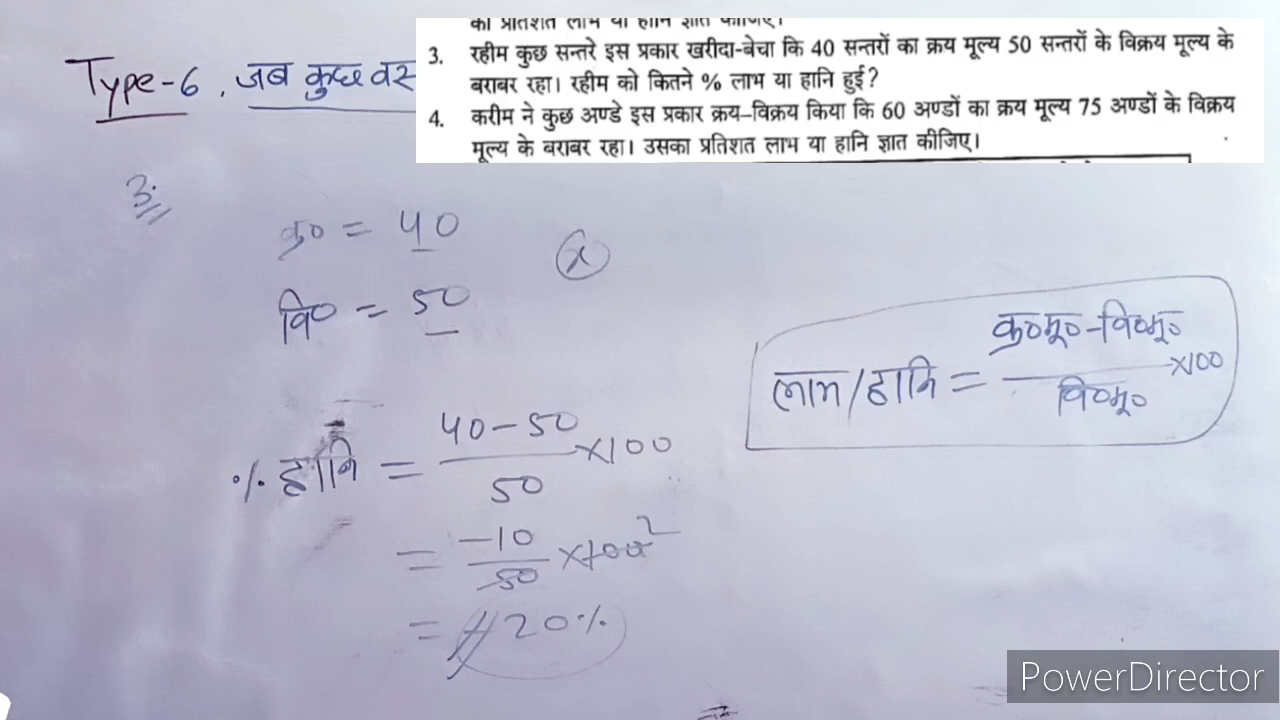 का प्रतिशत लाभ या हानि ज्ञात कीजिए।
3. रहीम कुछ सन्तरे इस प्रकार खरीदा-बेचा कि 40 सन्तरों का क्रय मूल्य 50 सन्तरों के विक्रय मूल्य के
बराबर रहा। रहीम को कितने % लाभ या हानि हुई?
4. करीम ने कुछ अण्डे इस प्रकार क्रय–विक्रय किया कि 60 अण्डों का क्रय मूल्य 75 अण्डों के विक्रय
मूल्य के बराबर रहा। उसका प्रतिशत लाभ या हानि ज्ञात कीजिए।
Type-6, जब कुछ वस
3.
क्र० = 40
वि० = 50
x
लाभ/हानि = क्र०मू०-वि०मू० / वि०मू० ×100
% हानि = 40-50 / 50 ×100
= -10 / 50 ×100 2
= 20%
PowerDirector